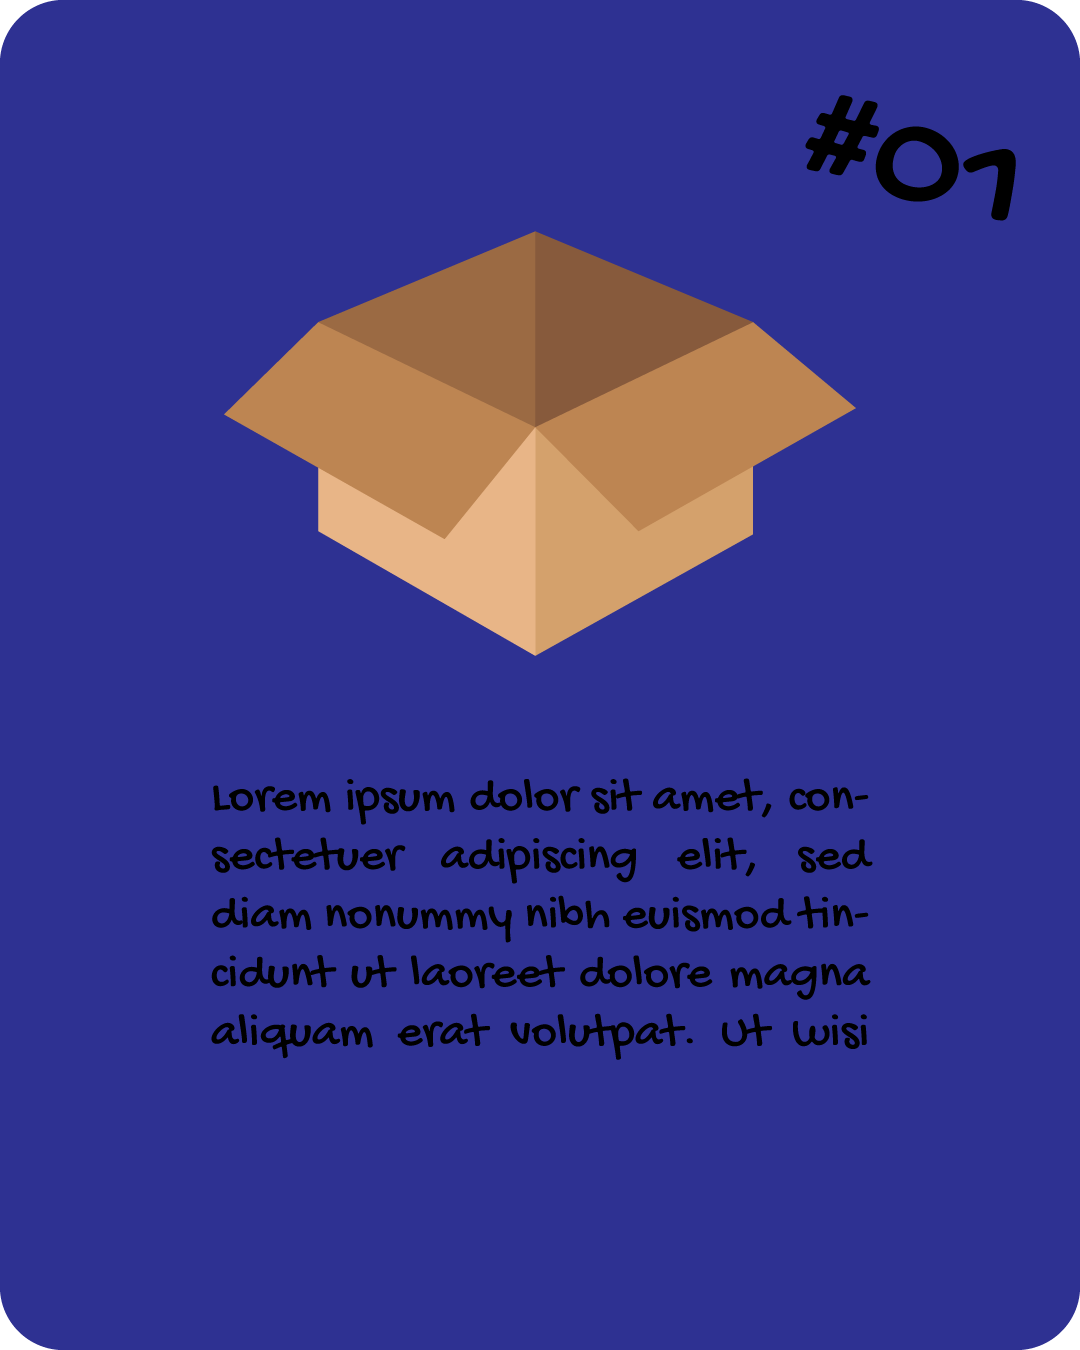 #01
Lorem ipsum dolor sit amet, con-
sectetuer adipiscing elit, sed
diam nonummy nibh euismod tin-
cidunt ut laoreet dolore magna
aliquam erat volutpat. Ut wisi